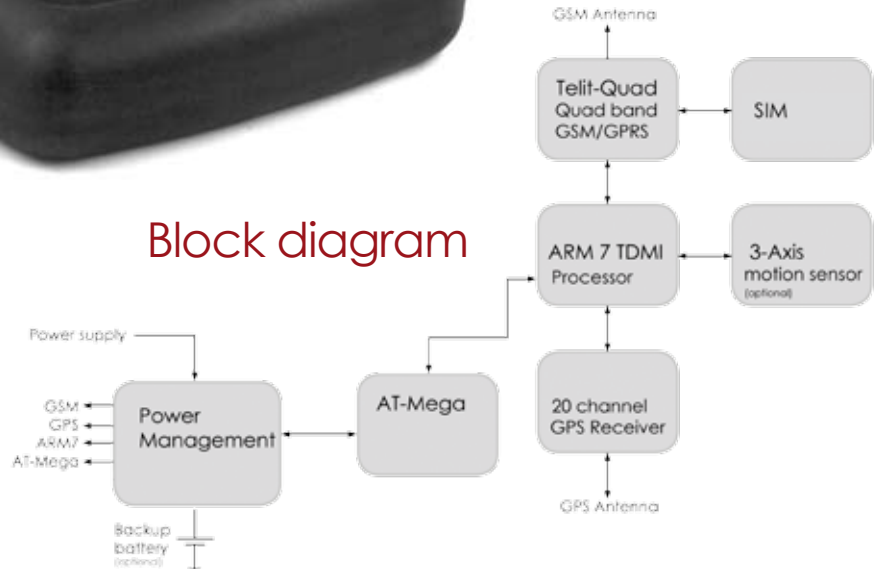 GSM Antenna
Telit-Quad
Quad band
GSM/GPRS
SIM
Block diagram
ARM 7 TDMI
Processor
3-Axis
motion sensor
(optional)
Power supply
GSM
GPS
ARM7
AT-Mega
Power
Management
AT-Mega
20 channel
GPS Receiver
GPS Antenna
Backup
battery
(optional)